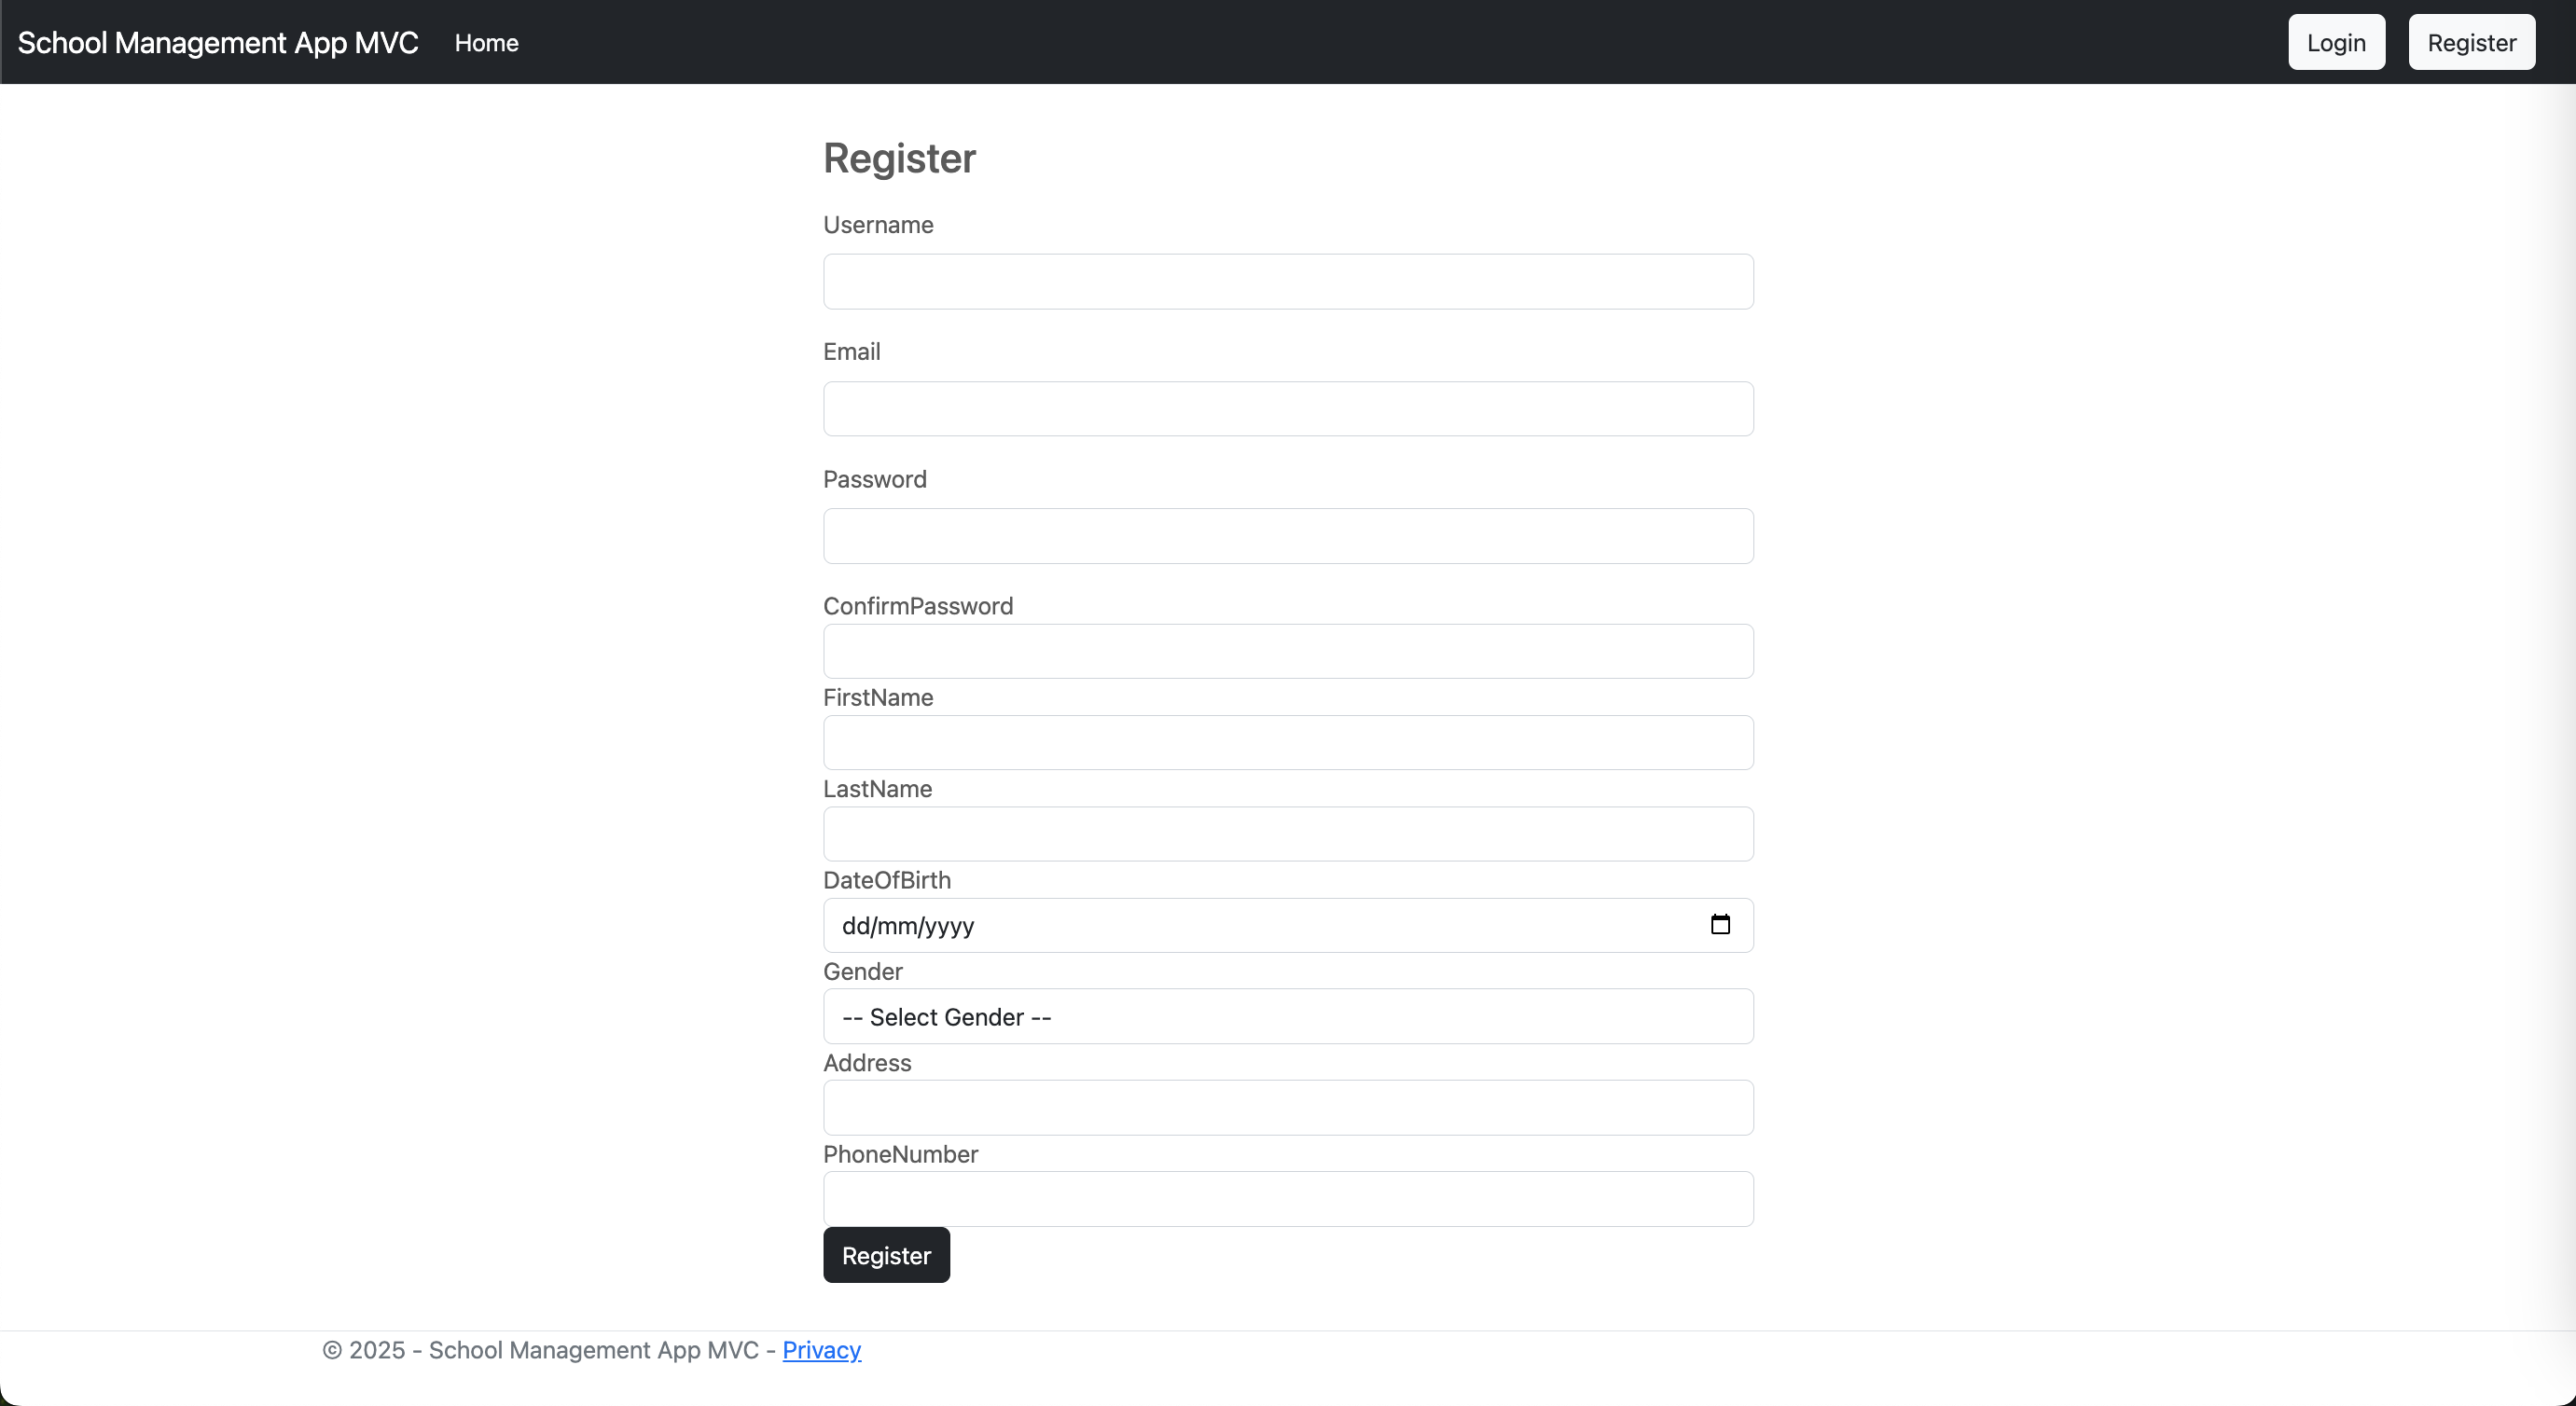 School Management App MVC Home Login Register
Register
Username
Email
Password
ConfirmPassword
FirstName
LastName
DateOfBirth
dd/mm/yyyy
Gender
-- Select Gender --
Address
PhoneNumber
Register
© 2025 - School Management App MVC - Privacy